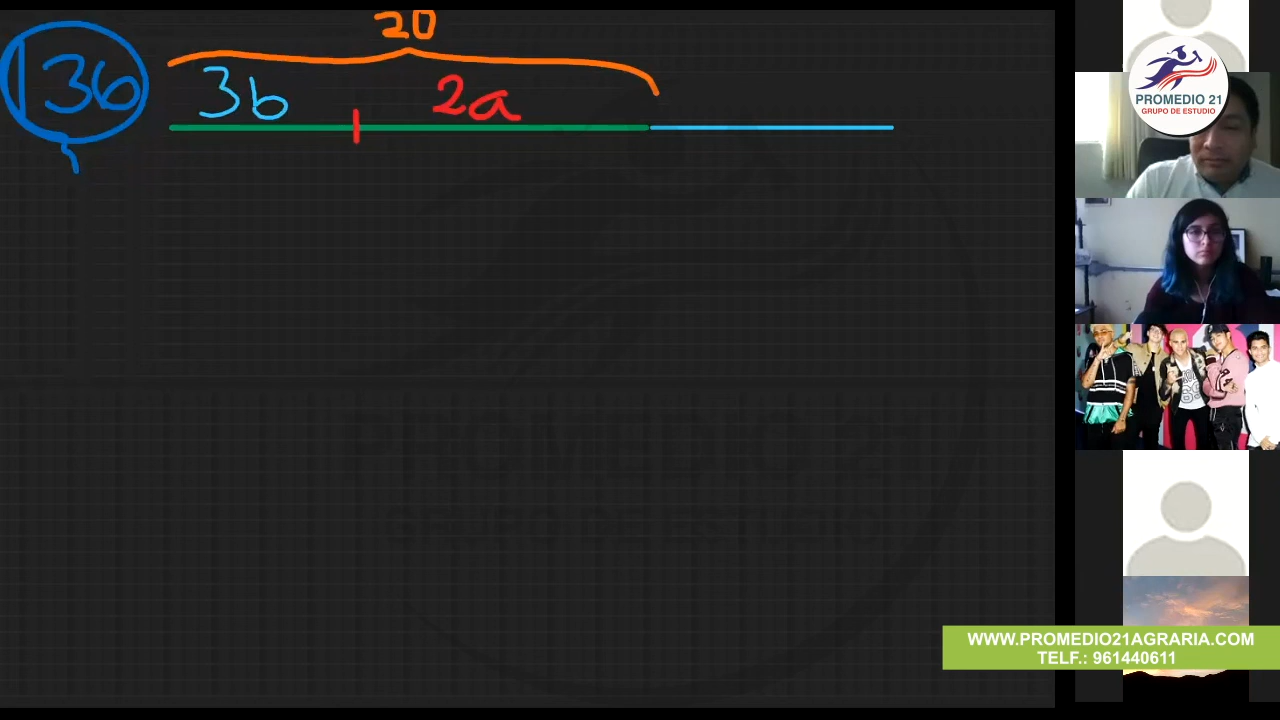 20
136
3b 2a
PROMEDIO 21
GRUPO DE ESTUDIO
WWW.PROMEDIO21AGRARIA.COM
TELF.: 961440611